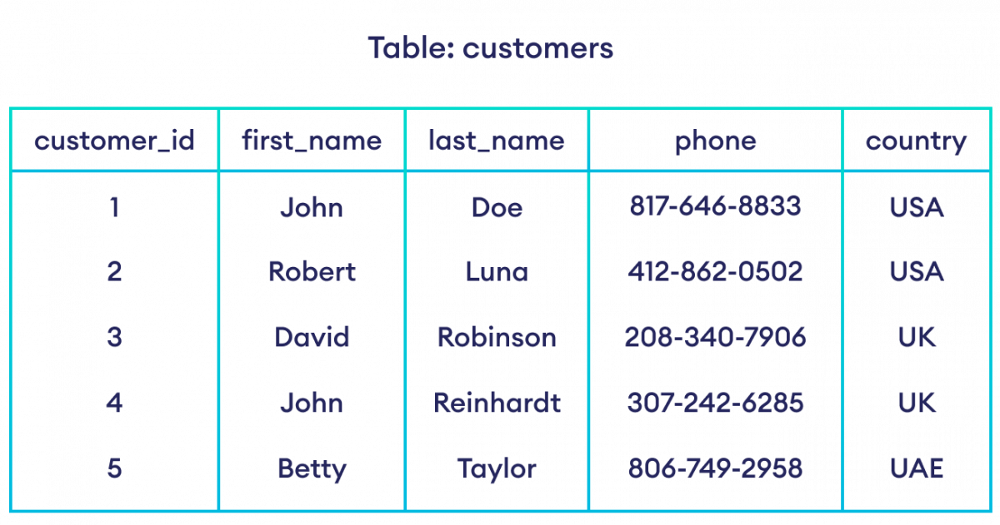 Table: customers
customer_id first_name last_name phone country
1 John Doe 817-646-8833 USA
2 Robert Luna 412-862-0502 USA
3 David Robinson 208-340-7906 UK
4 John Reinhardt 307-242-6285 UK
5 Betty Taylor 806-749-2958 UAE